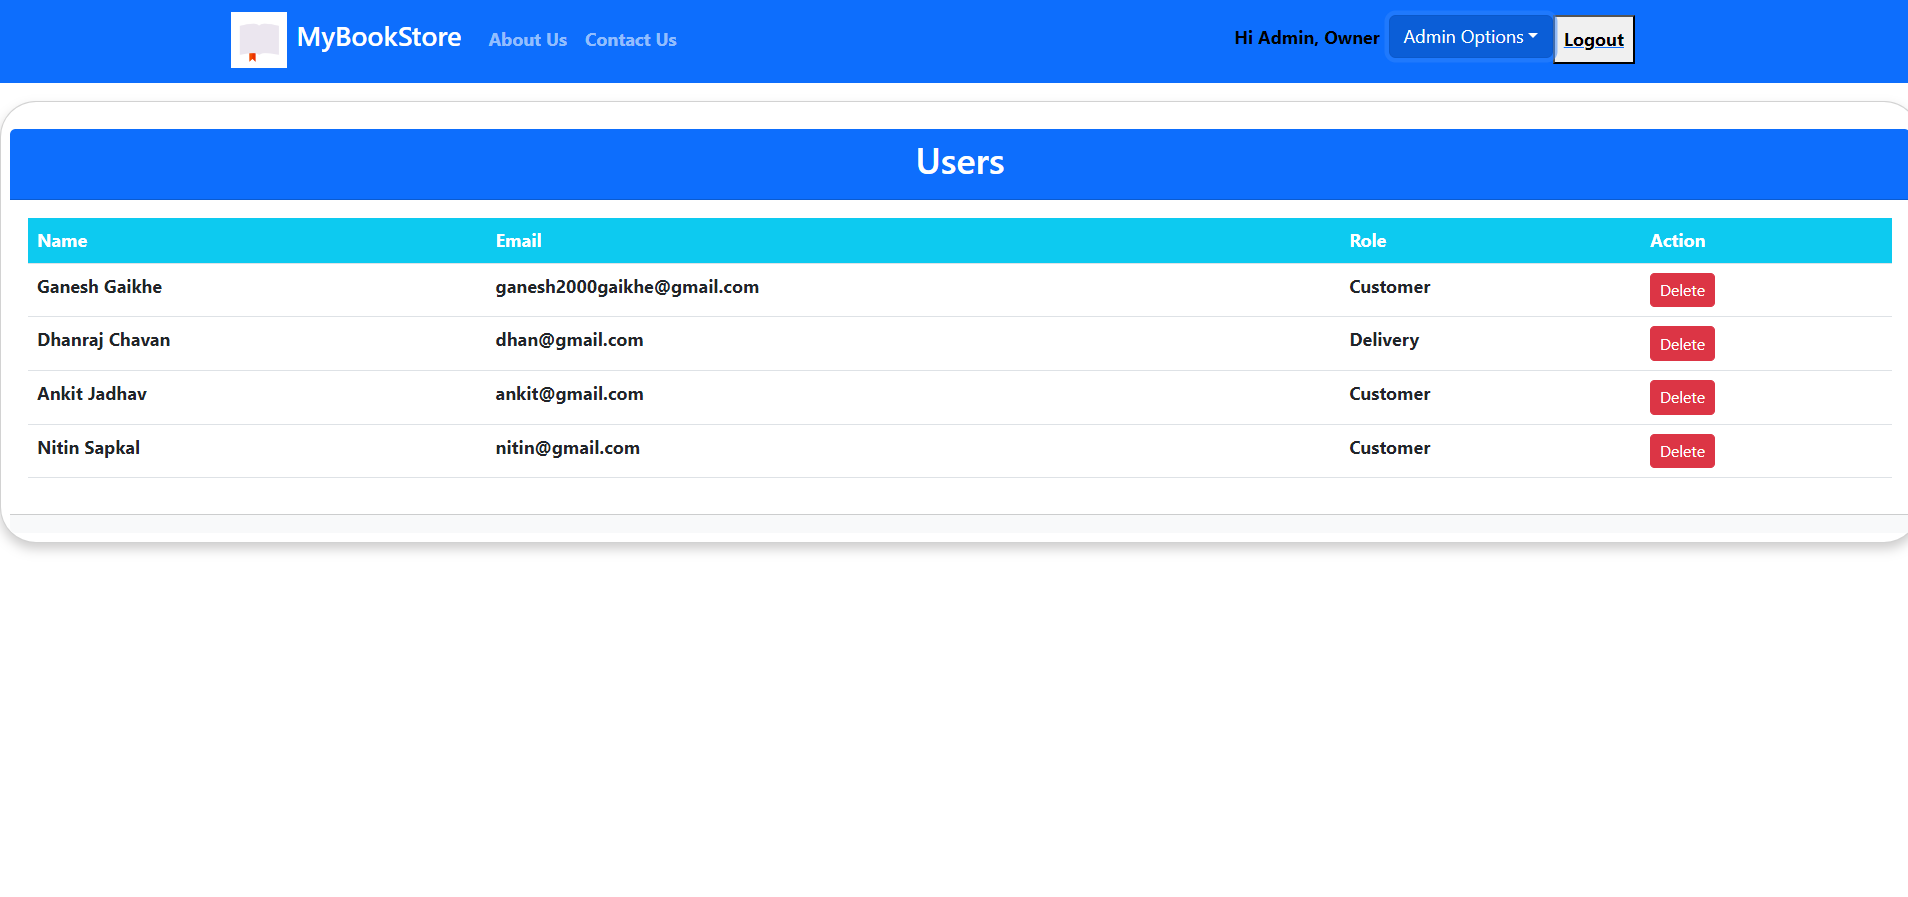 MyBookStore About Us Contact Us Hi Admin, Owner Admin Options Logout
Users
Name Email Role Action
Ganesh Gaikhe ganesh2000gaikhe@gmail.com Customer Delete
Dhanraj Chavan dhan@gmail.com Delivery Delete
Ankit Jadhav ankit@gmail.com Customer Delete
Nitin Sapkal nitin@gmail.com Customer Delete